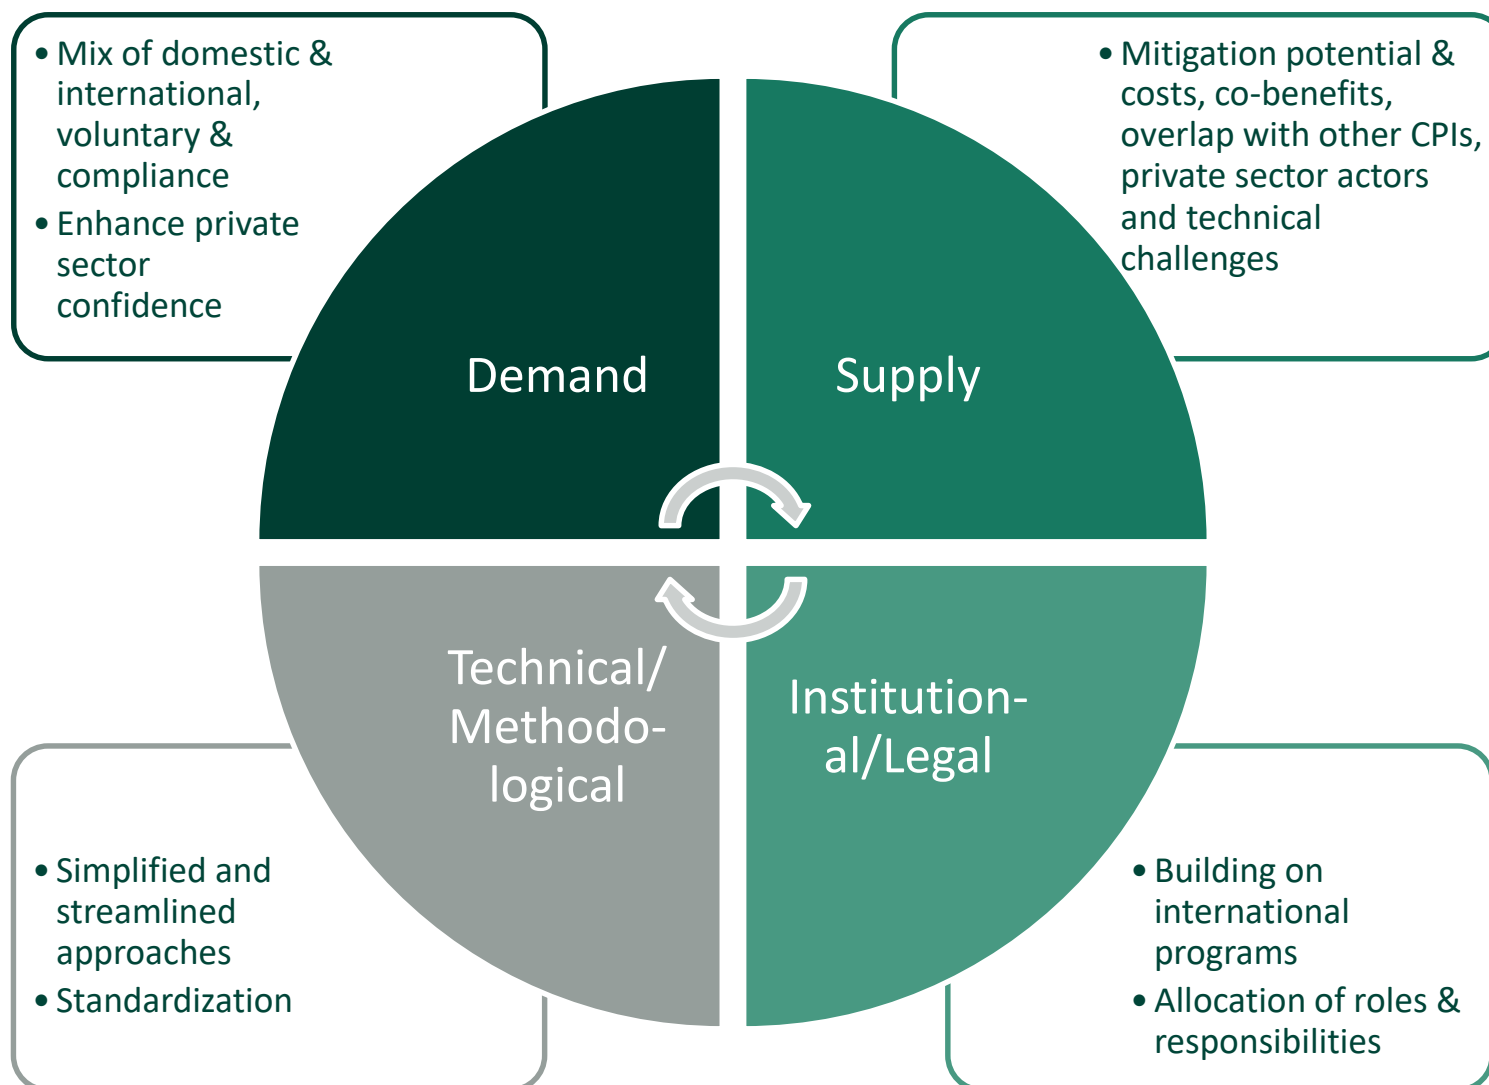 • Mix of domestic &
international,
voluntary &
compliance
• Enhance private
sector
confidence
• Mitigation potential &
costs, co-benefits,
overlap with other CPIs,
private sector actors
and technical
challenges
Demand
Supply
Technical/
Methodo-
logical
Institution-
al/Legal
• Simplified and
streamlined
approaches
• Standardization
• Building on
international
programs
• Allocation of roles &
responsibilities